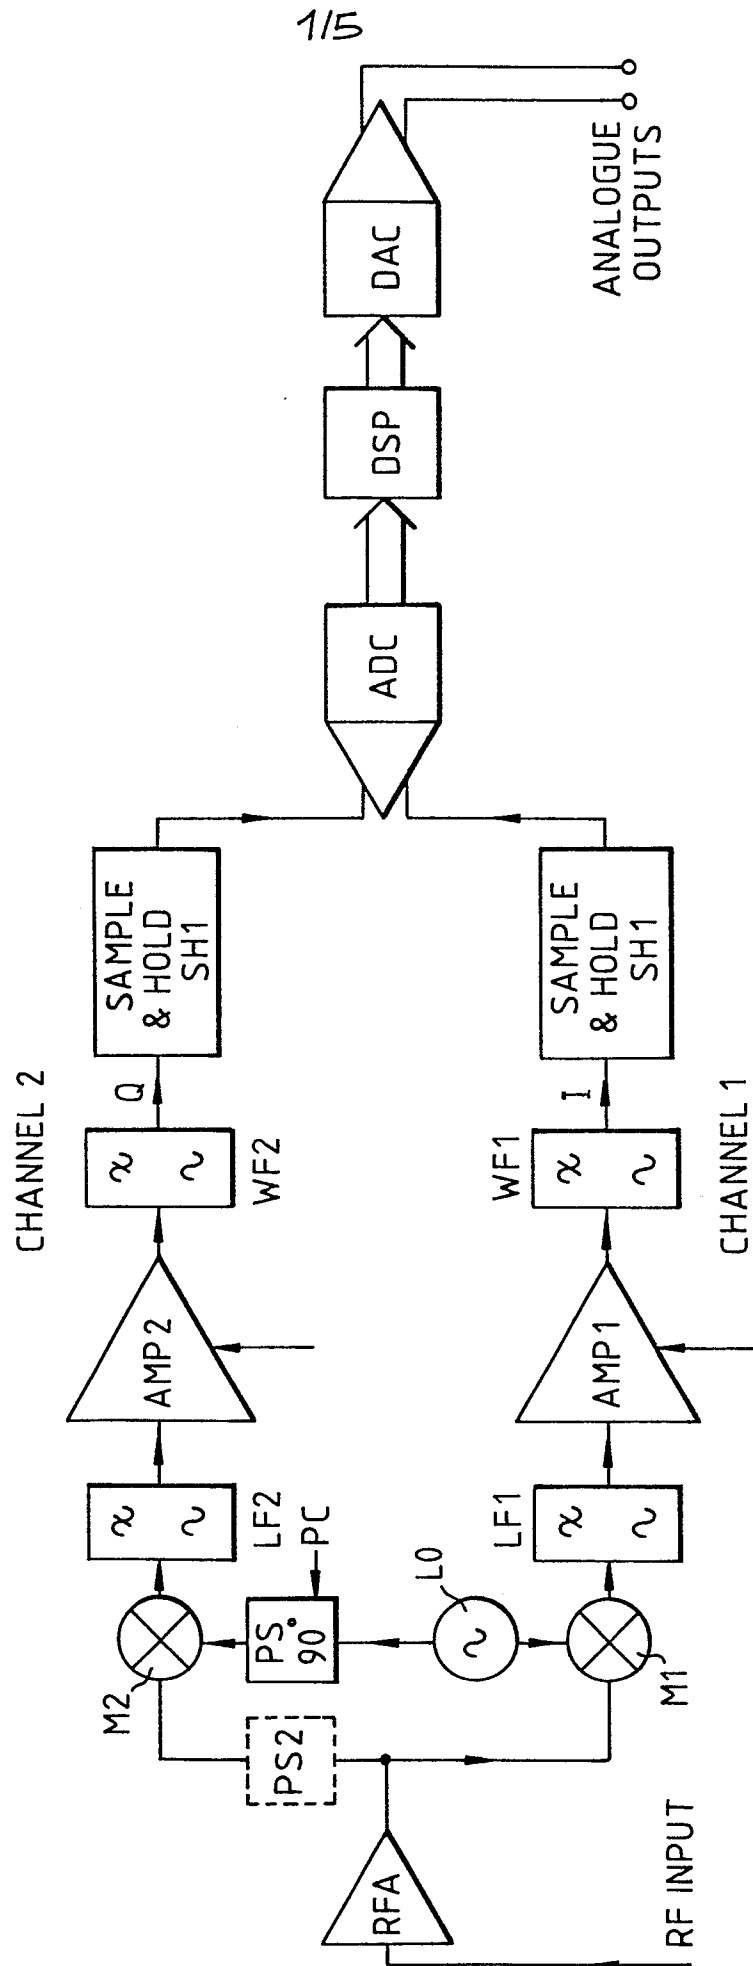 1/5
RF INPUT
RFA
PS2
M2
M1
PS
90°
PC
LO
LF2
LF1
AMP2
AMP1
CHANNEL 2
CHANNEL 1
WF2
WF1
Q
I
SAMPLE
& HOLD
SH1
SAMPLE
& HOLD
SH1
ADC
DSP
DAC
ANALOGUE
OUTPUTS